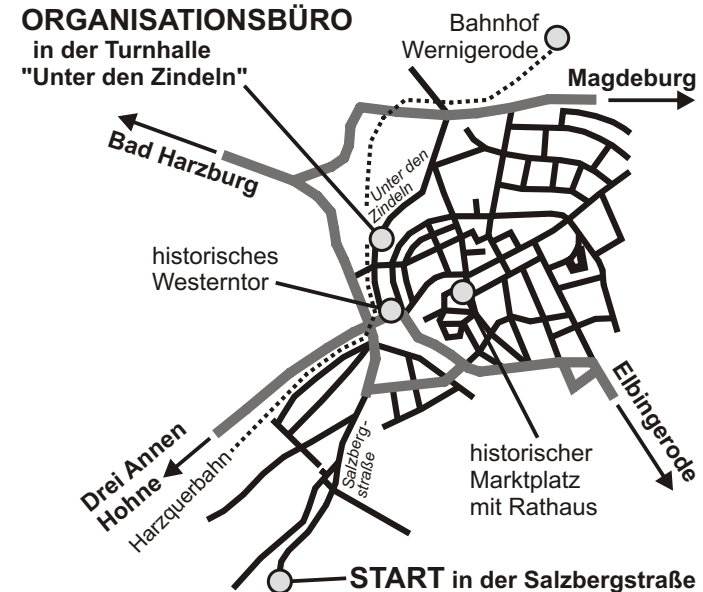 ORGANISATIONSBÜRO
in der Turnhalle
"Unter den Zindeln"
Bahnhof
Wernigerode
Magdeburg
Bad Harzburg
Unter den
Zindeln
historisches
Westerntor
Elbingerode
Drei Annen
Hohne
Harzquerbahn
Salzberg-
straße
historischer
Marktplatz
mit Rathaus
START in der Salzbergstraße